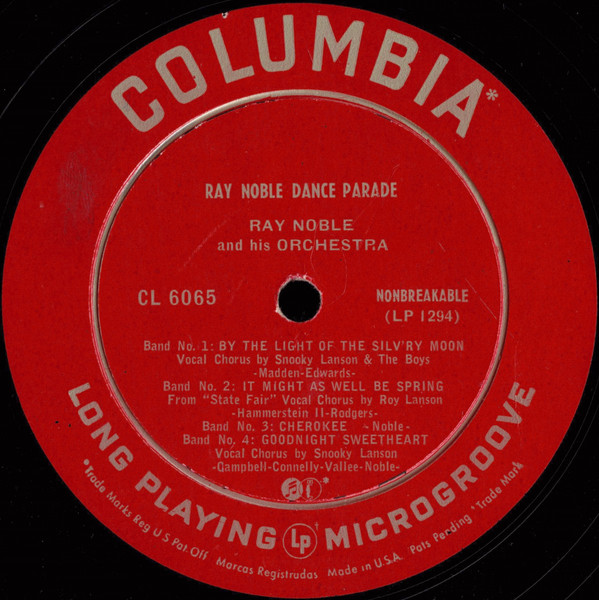 COLUMBIA*
RAY NOBLE DANCE PARADE
RAY NOBLE
and his ORCHESTRA
CL 6065
NONBREAKABLE
(LP 1294)
Band No. 1: BY THE LIGHT OF THE SILV'RY MOON
Vocal Chorus by Snooky Lanson & The Boys
-Madden-Edwards-
Band No. 2: IT MIGHT AS WELL BE SPRING
From "State Fair" Vocal Chorus by Roy Lanson
-Hammerstein II-Rodgers-
Band No. 3: CHEROKEE -Noble-
Band No. 4: GOODNIGHT SWEETHEART
Vocal Chorus by Snooky Lanson
-Campbell-Connelly-Vallee-Noble-
LONG PLAYING Lp MICROGROOVE
*Trade Marks Reg U S Pat. Off Marcas Registradas Made in U.S.A. Pats Pending *Trade Mark